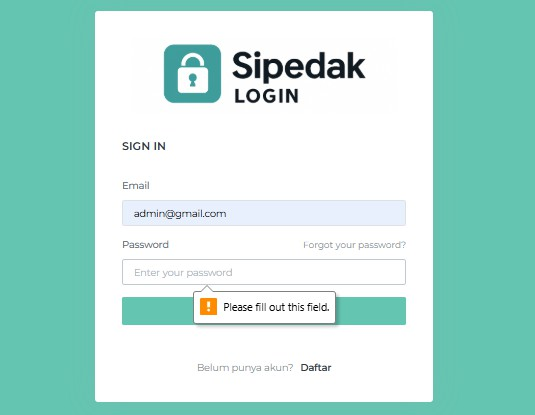 Sipedak
LOGIN
SIGN IN
Email
admin@gmail.com
Password Forgot your password?
Enter your password
Please fill out this field.
Belum punya akun? Daftar